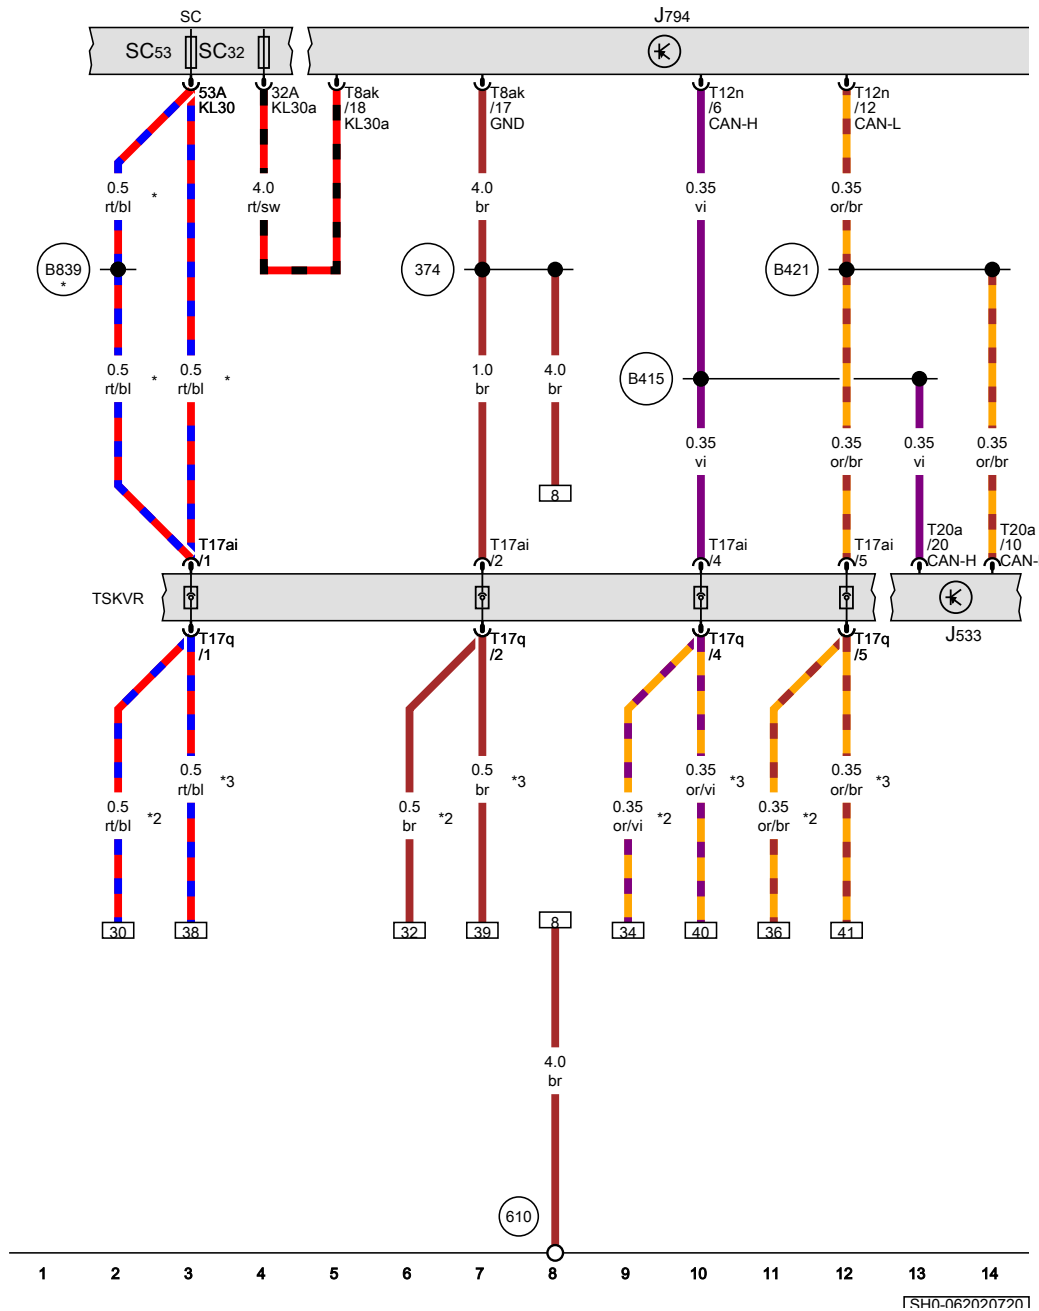 SC
J794
SC53
SC32
53A
KL30
32A
KL30a
T8ak
/18
KL30a
T8ak
/17
GND
T12n
/6
CAN-H
T12n
/12
CAN-L
0.5
rt/bl
*
4.0
rt/sw
4.0
br
0.35
vi
0.35
or/br
B839
*
374
B421
B415
0.5
rt/bl
*
0.5
rt/bl
*
1.0
br
4.0
br
0.35
vi
0.35
or/br
0.35
vi
0.35
or/br
8
T17ai
/1
T17ai
/2
T17ai
/4
T17ai
/5
T20a
/20
CAN-H
T20a
/10
CAN-
TSKVR
J533
T17q
/1
T17q
/2
T17q
/4
T17q
/5
0.5
rt/bl
*3
0.5
br
*3
0.35
or/vi
*3
0.35
or/br
*3
0.5
rt/bl
*2
0.5
br
*2
0.35
or/vi
*2
0.35
or/br
*2
30
38
32
39
8
34
40
36
41
4.0
br
610
1 2 3 4 5 6 7 8 9 10 11 12 13 14
SH0-062020720